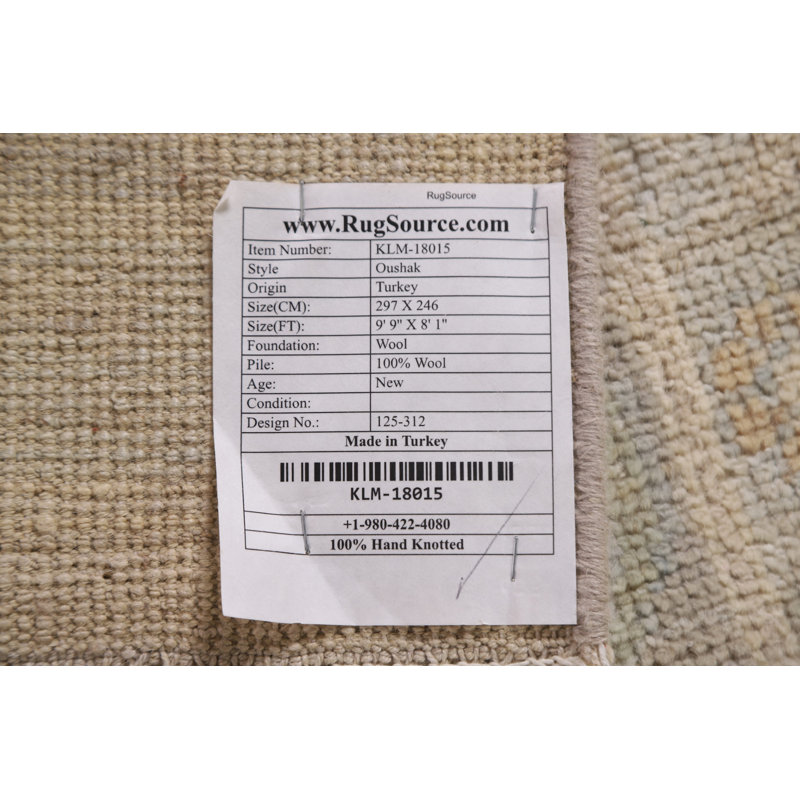 RugSource
www.RugSource.com
Item Number: KLM-18015
Style Oushak
Origin Turkey
Size(CM): 297 X 246
Size(FT): 9' 9" X 8' 1"
Foundation: Wool
Pile: 100% Wool
Age: New
Condition:
Design No.: 125-312
Made in Turkey
KLM-18015
+1-980-422-4080
100% Hand Knotted